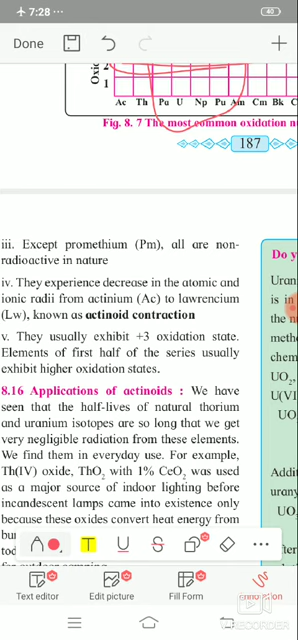 7:28
40
Done
Oxi
2
1
Ac Th Pa U Np Pu Am Cm Bk C
Fig. 8. 7 The most common oxidation n
187
iii. Except promethium (Pm), all are non-
radioactive in nature
iv. They experience decrease in the atomic and
ionic radii from actinium (Ac) to lawrencium
(Lw), known as actinoid contraction
v. They usually exhibit +3 oxidation state.
Elements of first half of the series usually
exhibit higher oxidation states.
8.16 Applications of actinoids : We have
seen that the half-lives of natural thorium
and uranium isotopes are so long that we get
very negligible radiation from these elements.
We find them in everyday use. For example,
Th(IV) oxide, ThO₂ with 1% CeO₂ was used
as a major source of indoor lighting before
incandescent lamps came into existence only
because these oxides convert heat energy from
Do y
Uran
is in
the n
meth
chem
UO₂,
U(VI
UO
Addit
urany
UO₂
T
U
S
Text editor
Edit picture
Fill Form
RECORDER